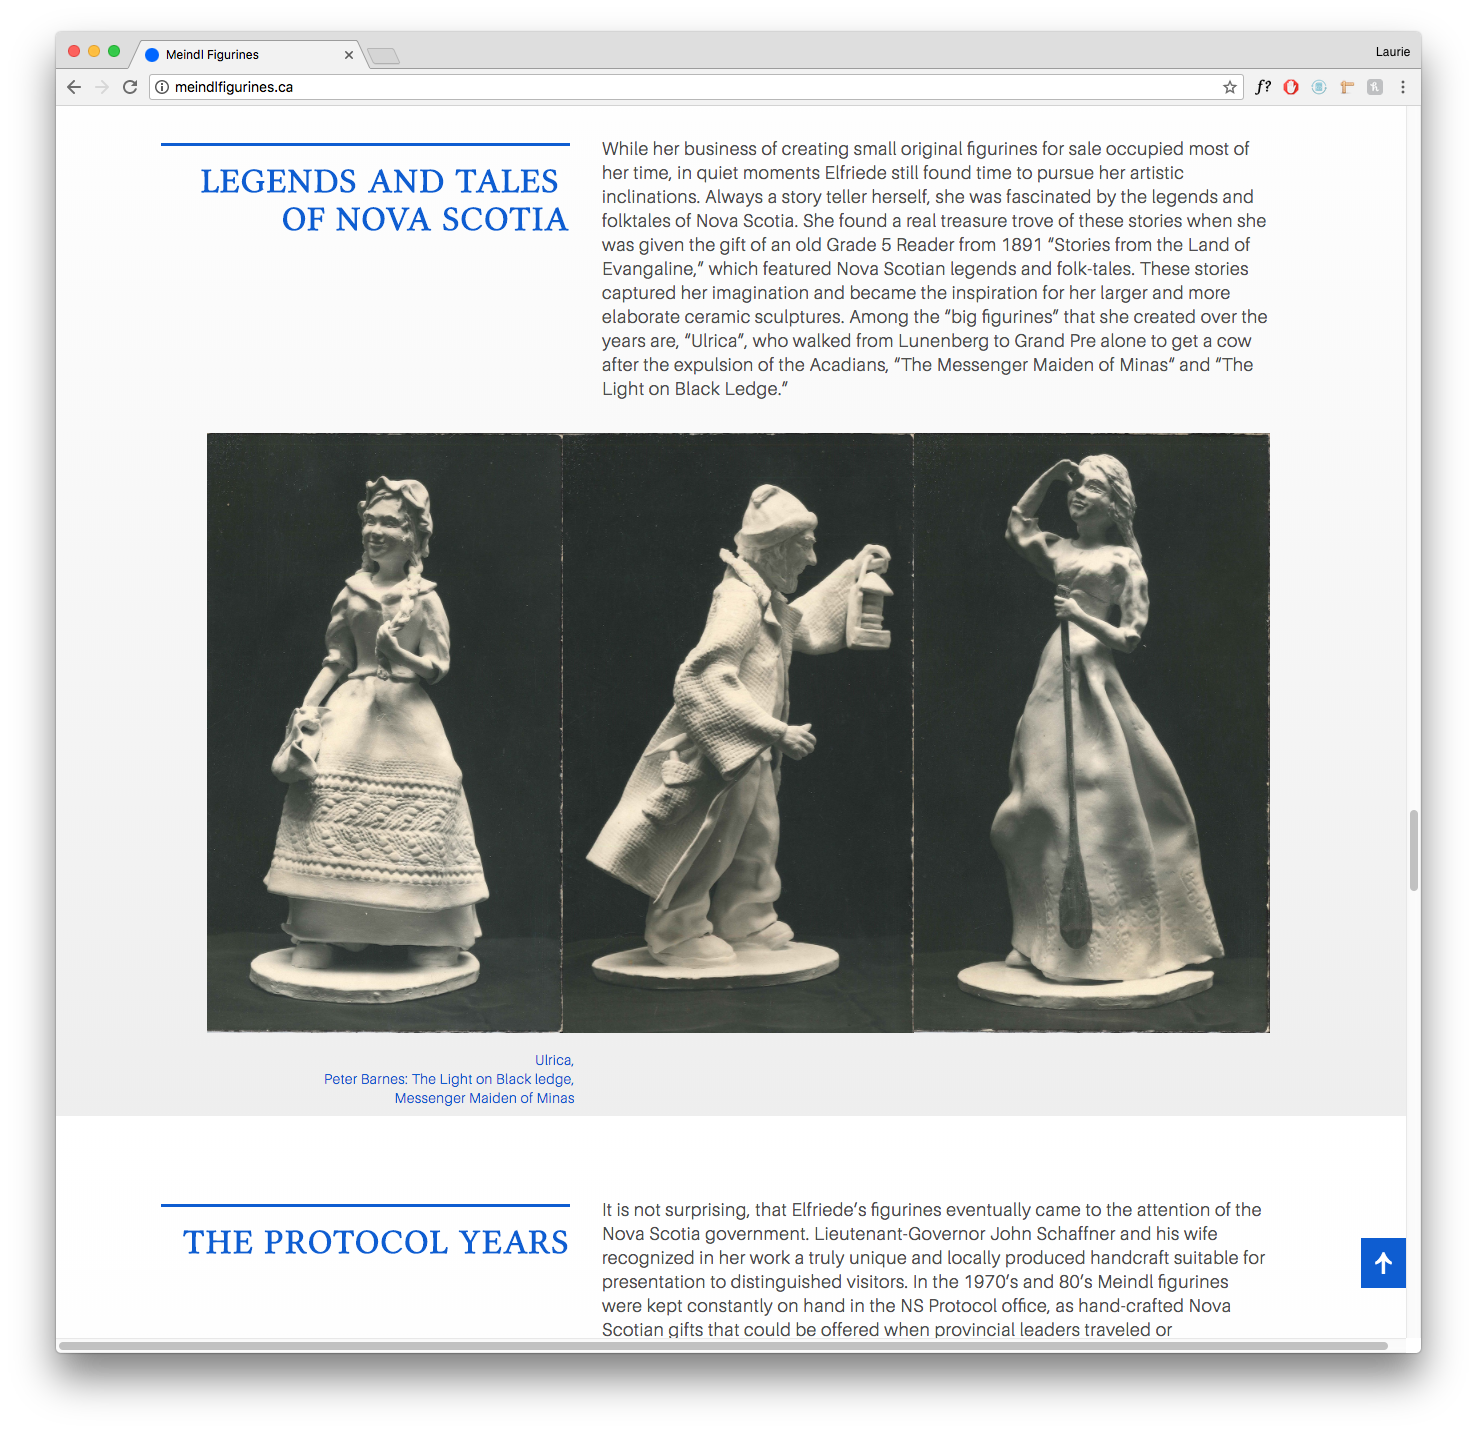 Meindl Figurines
Laurie
meindlfigurines.ca
f?
LEGENDS AND TALES
OF NOVA SCOTIA
While her business of creating small original figurines for sale occupied most of
her time, in quiet moments Elfriede still found time to pursue her artistic
inclinations. Always a story teller herself, she was fascinated by the legends and
folktales of Nova Scotia. She found a real treasure trove of these stories when she
was given the gift of an old Grade 5 Reader from 1891 “Stories from the Land of
Evangaline,” which featured Nova Scotian legends and folk-tales. These stories
captured her imagination and became the inspiration for her larger and more
elaborate ceramic sculptures. Among the “big figurines” that she created over the
years are, “Ulrica”, who walked from Lunenberg to Grand Pre alone to get a cow
after the expulsion of the Acadians, “The Messenger Maiden of Minas” and “The
Light on Black Ledge.”
Ulrica,
Peter Barnes: The Light on Black ledge,
Messenger Maiden of Minas
THE PROTOCOL YEARS
It is not surprising, that Elfriede’s figurines eventually came to the attention of the
Nova Scotia government. Lieutenant-Governor John Schaffner and his wife
recognized in her work a truly unique and locally produced handcraft suitable for
presentation to distinguished visitors. In the 1970’s and 80’s Meindl figurines
were kept constantly on hand in the NS Protocol office, as hand-crafted Nova
Scotian gifts that could be offered when provincial leaders traveled or